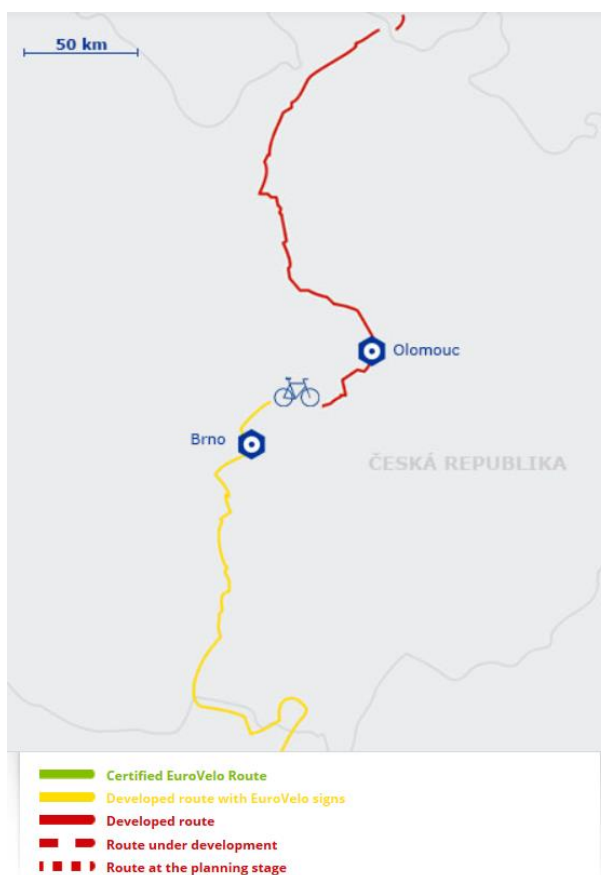 50 km
Olomouc
Brno
ČESKÁ REPUBLIKA
Certified EuroVelo Route
Developed route with EuroVelo signs
Developed route
Route under development
Route at the planning stage